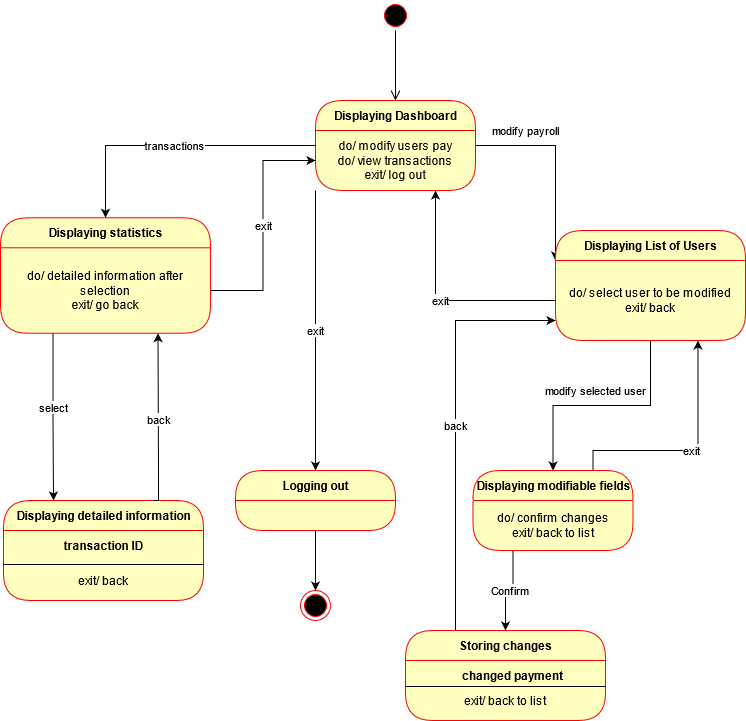 Displaying Dashboard
do/ modify users pay
do/ view transactions
exit/ log out
modify payroll
transactions
exit
Displaying statistics
do/ detailed information after
selection
exit/ go back
Displaying List of Users
do/ select user to be modified
exit/ back
exit
exit
select
back
modify selected user
back
exit
Displaying detailed information
transaction ID
exit/ back
Logging out
Displaying modifiable fields
do/ confirm changes
exit/ back to list
Confirm
Storing changes
changed payment
exit/ back to list